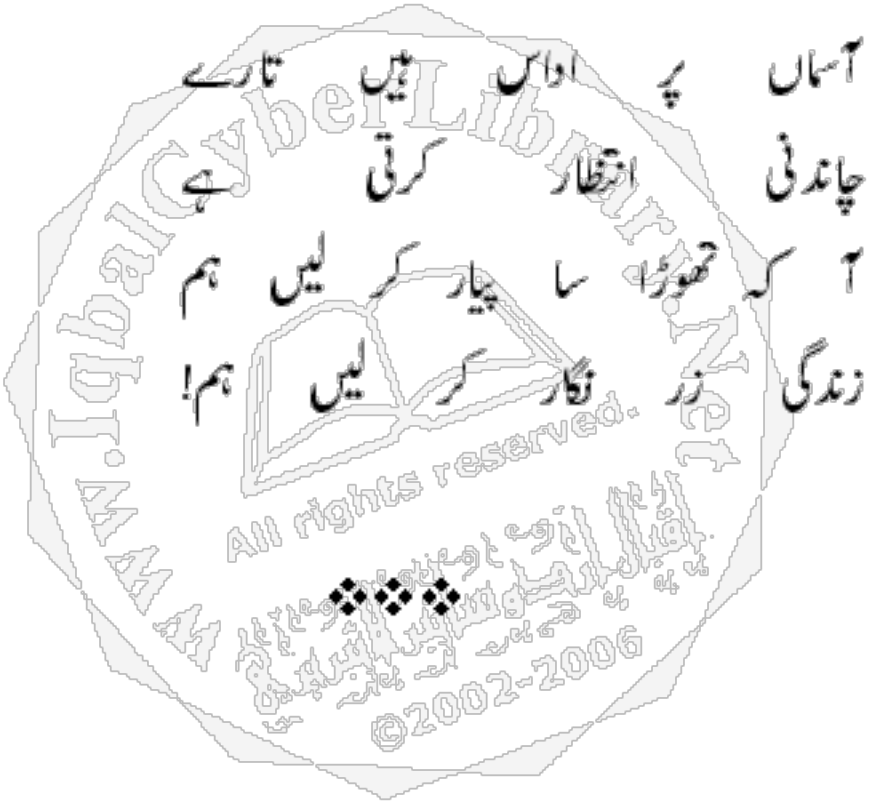 آسماں پر اداس ہیں تارے
چاندنی انتظار کرتی ہے
آ کہ تھوڑا سا پیار کر لیں ہم
زندگی زر نگار کر لیں ہم!
www.IqbalCyberLibrary.Net
All rights reserved.
©2002-2006